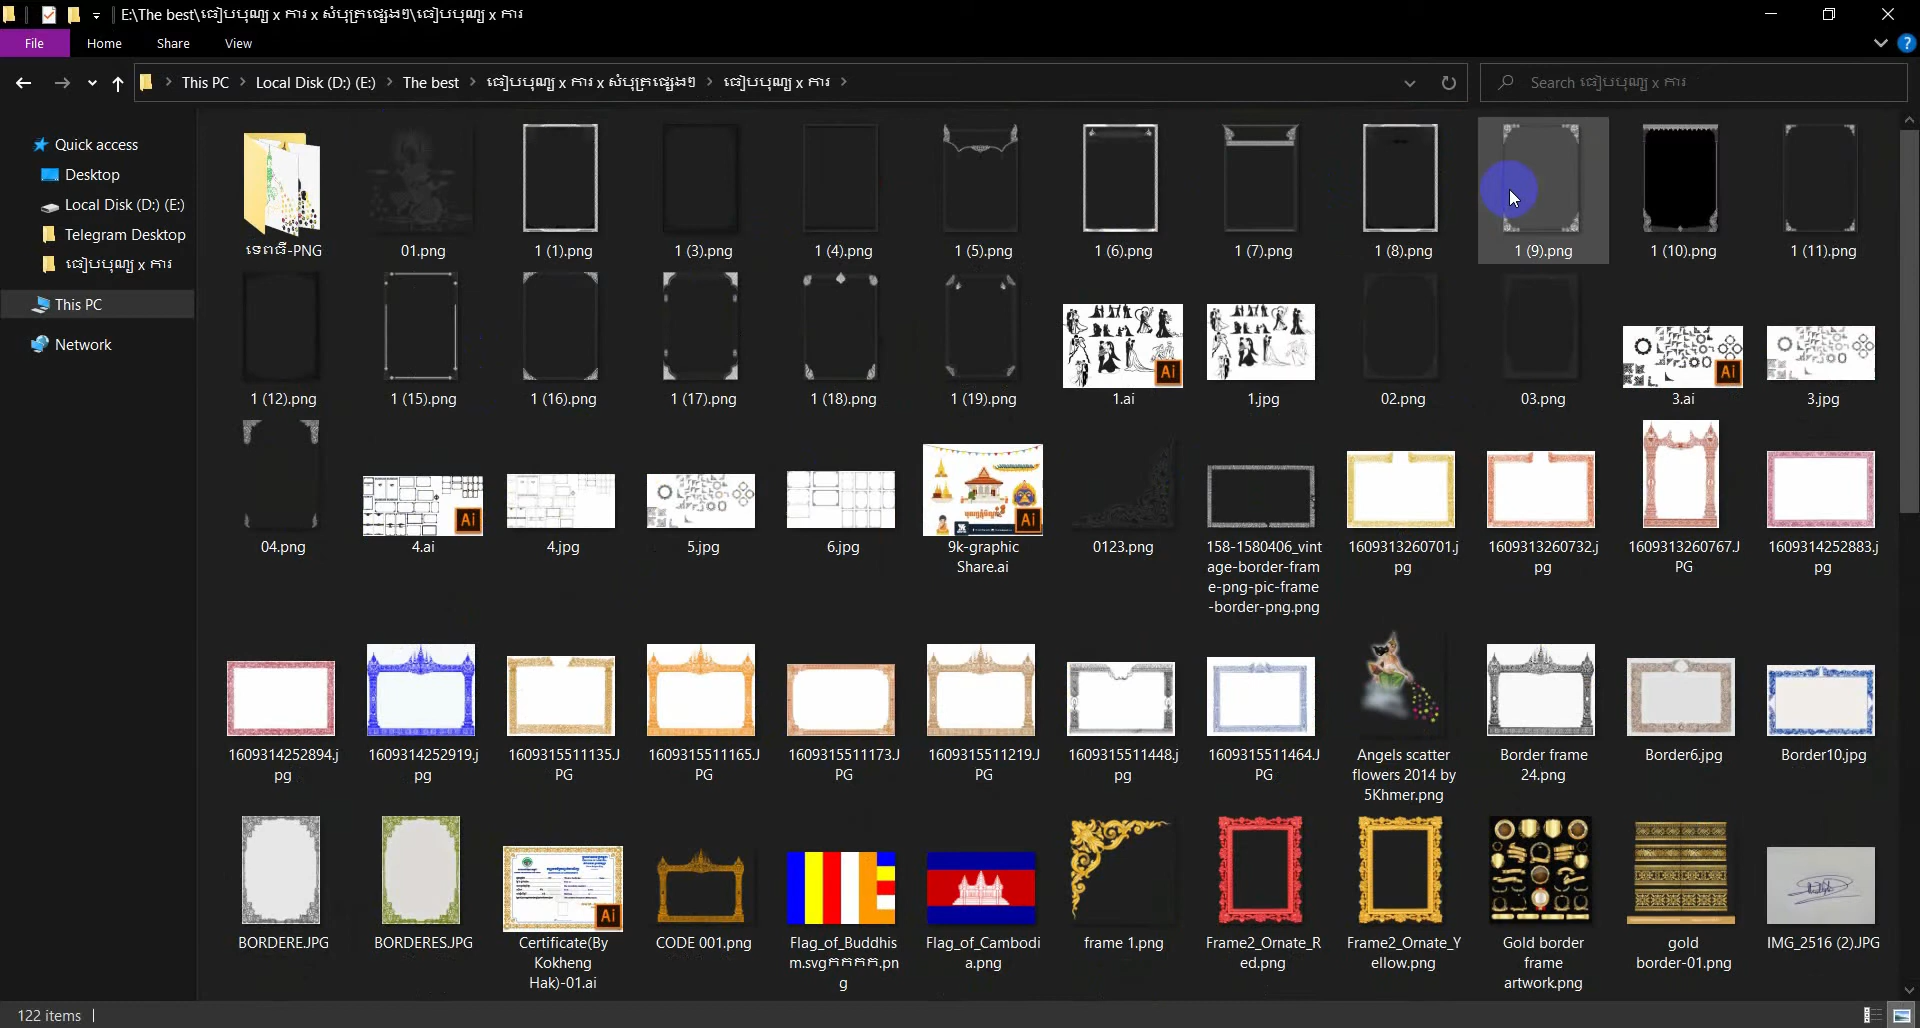 E:\The best\ធៀបបុណ្យ x ការ x សំបុត្រផ្សេងៗ\ធៀបបុណ្យ x ការ
File Home Share View
This PC Local Disk (D:) (E:) The best ធៀបបុណ្យ x ការ x សំបុត្រផ្សេងៗ ធៀបបុណ្យ x ការ
Search ធៀបបុណ្យ x ការ
Quick access
Desktop
Local Disk (D:) (E:)
Telegram Desktop
ធៀបបុណ្យ x ការ
This PC
Network
ទេពធី-PNG 01.png 1 (1).png 1 (3).png 1 (4).png 1 (5).png 1 (6).png 1 (7).png 1 (8).png 1 (9).png 1 (10).png 1 (11).png
1 (12).png 1 (15).png 1 (16).png 1 (17).png 1 (18).png 1 (19).png 1.ai 1.jpg 02.png 03.png 3.ai 3.jpg
04.png 4.ai 4.jpg 5.jpg 6.jpg 9k-graphic 0123.png 158-1580406_vint 1609313260701.j 1609313260732.j 1609313260767.J 1609314252883.j
Share.ai age-border-fram pg pg PG pg
e-png-pic-frame
-border-png.png
1609314252894.j 1609314252919.j 1609315511135.J 1609315511165.J 1609315511173.J 1609315511219.J 1609315511448.j 1609315511464.J Angels scatter Border frame Border6.jpg Border10.jpg
pg pg PG PG PG PG pg PG flowers 2014 by 24.png
5Khmer.png
BORDERE.JPG BORDERES.JPG Certificate(By CODE 001.png Flag_of_Buddhis Flag_of_Cambodi frame 1.png Frame2_Ornate_R Frame2_Ornate_Y Gold border gold IMG_2516 (2).JPG
Kokheng m.svgតតតត.pn a.png ed.png ellow.png frame border-01.png
Hak)-01.ai g artwork.png
122 items